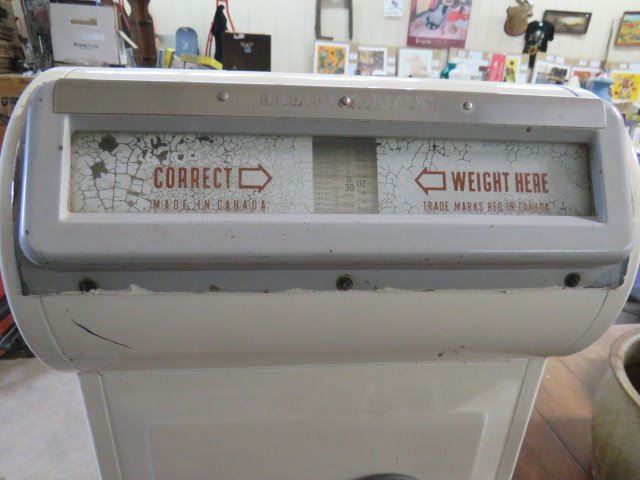 CORRECT
WEIGHT HERE
MADE IN CANADA
TRADE MARKS REG IN CANADA